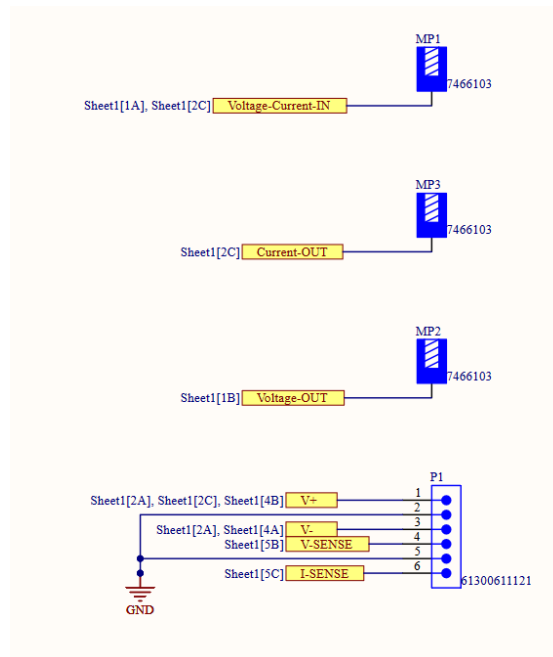 MP1
7466103
Sheet1[1A], Sheet1[2C] Voltage-Current-IN
MP3
7466103
Sheet1[2C] Current-OUT
MP2
7466103
Sheet1[1B] Voltage-OUT
P1
Sheet1[2A], Sheet1[2C], Sheet1[4B] V+ 1
2
Sheet1[2A], Sheet1[4A] V- 3
Sheet1[5B] V-SENSE 4
5
Sheet1[5C] I-SENSE 6
61300611121
GND